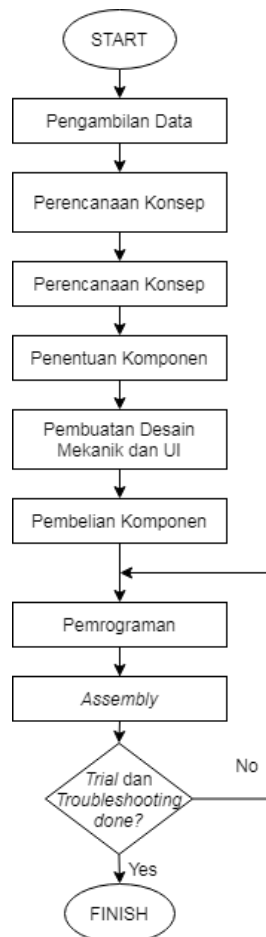 START
Pengambilan Data
Perencanaan Konsep
Perencanaan Konsep
Penentuan Komponen
Pembuatan Desain
Mekanik dan UI
Pembelian Komponen
Pemrograman
Assembly
Trial dan
Troubleshooting
done?
No
Yes
FINISH